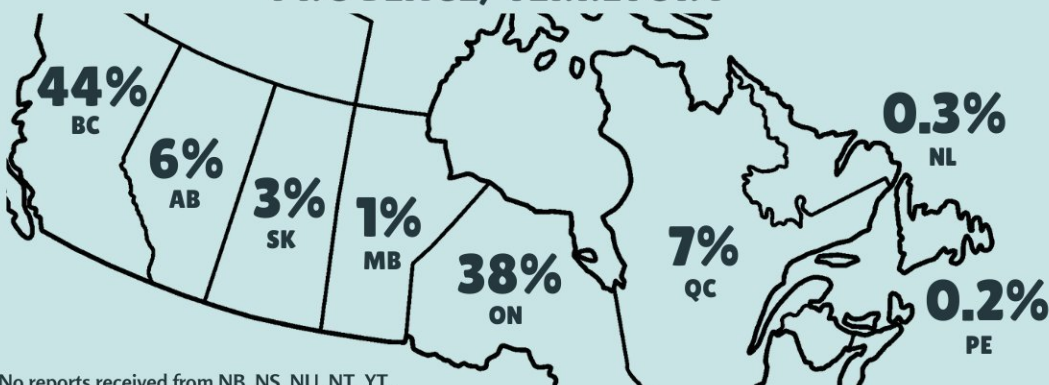 44%
BC
6%
AB
3%
SK
1%
MB
38%
ON
7%
QC
0.3%
NL
0.2%
PE
No reports received from NB, NS, NU, NT, YT